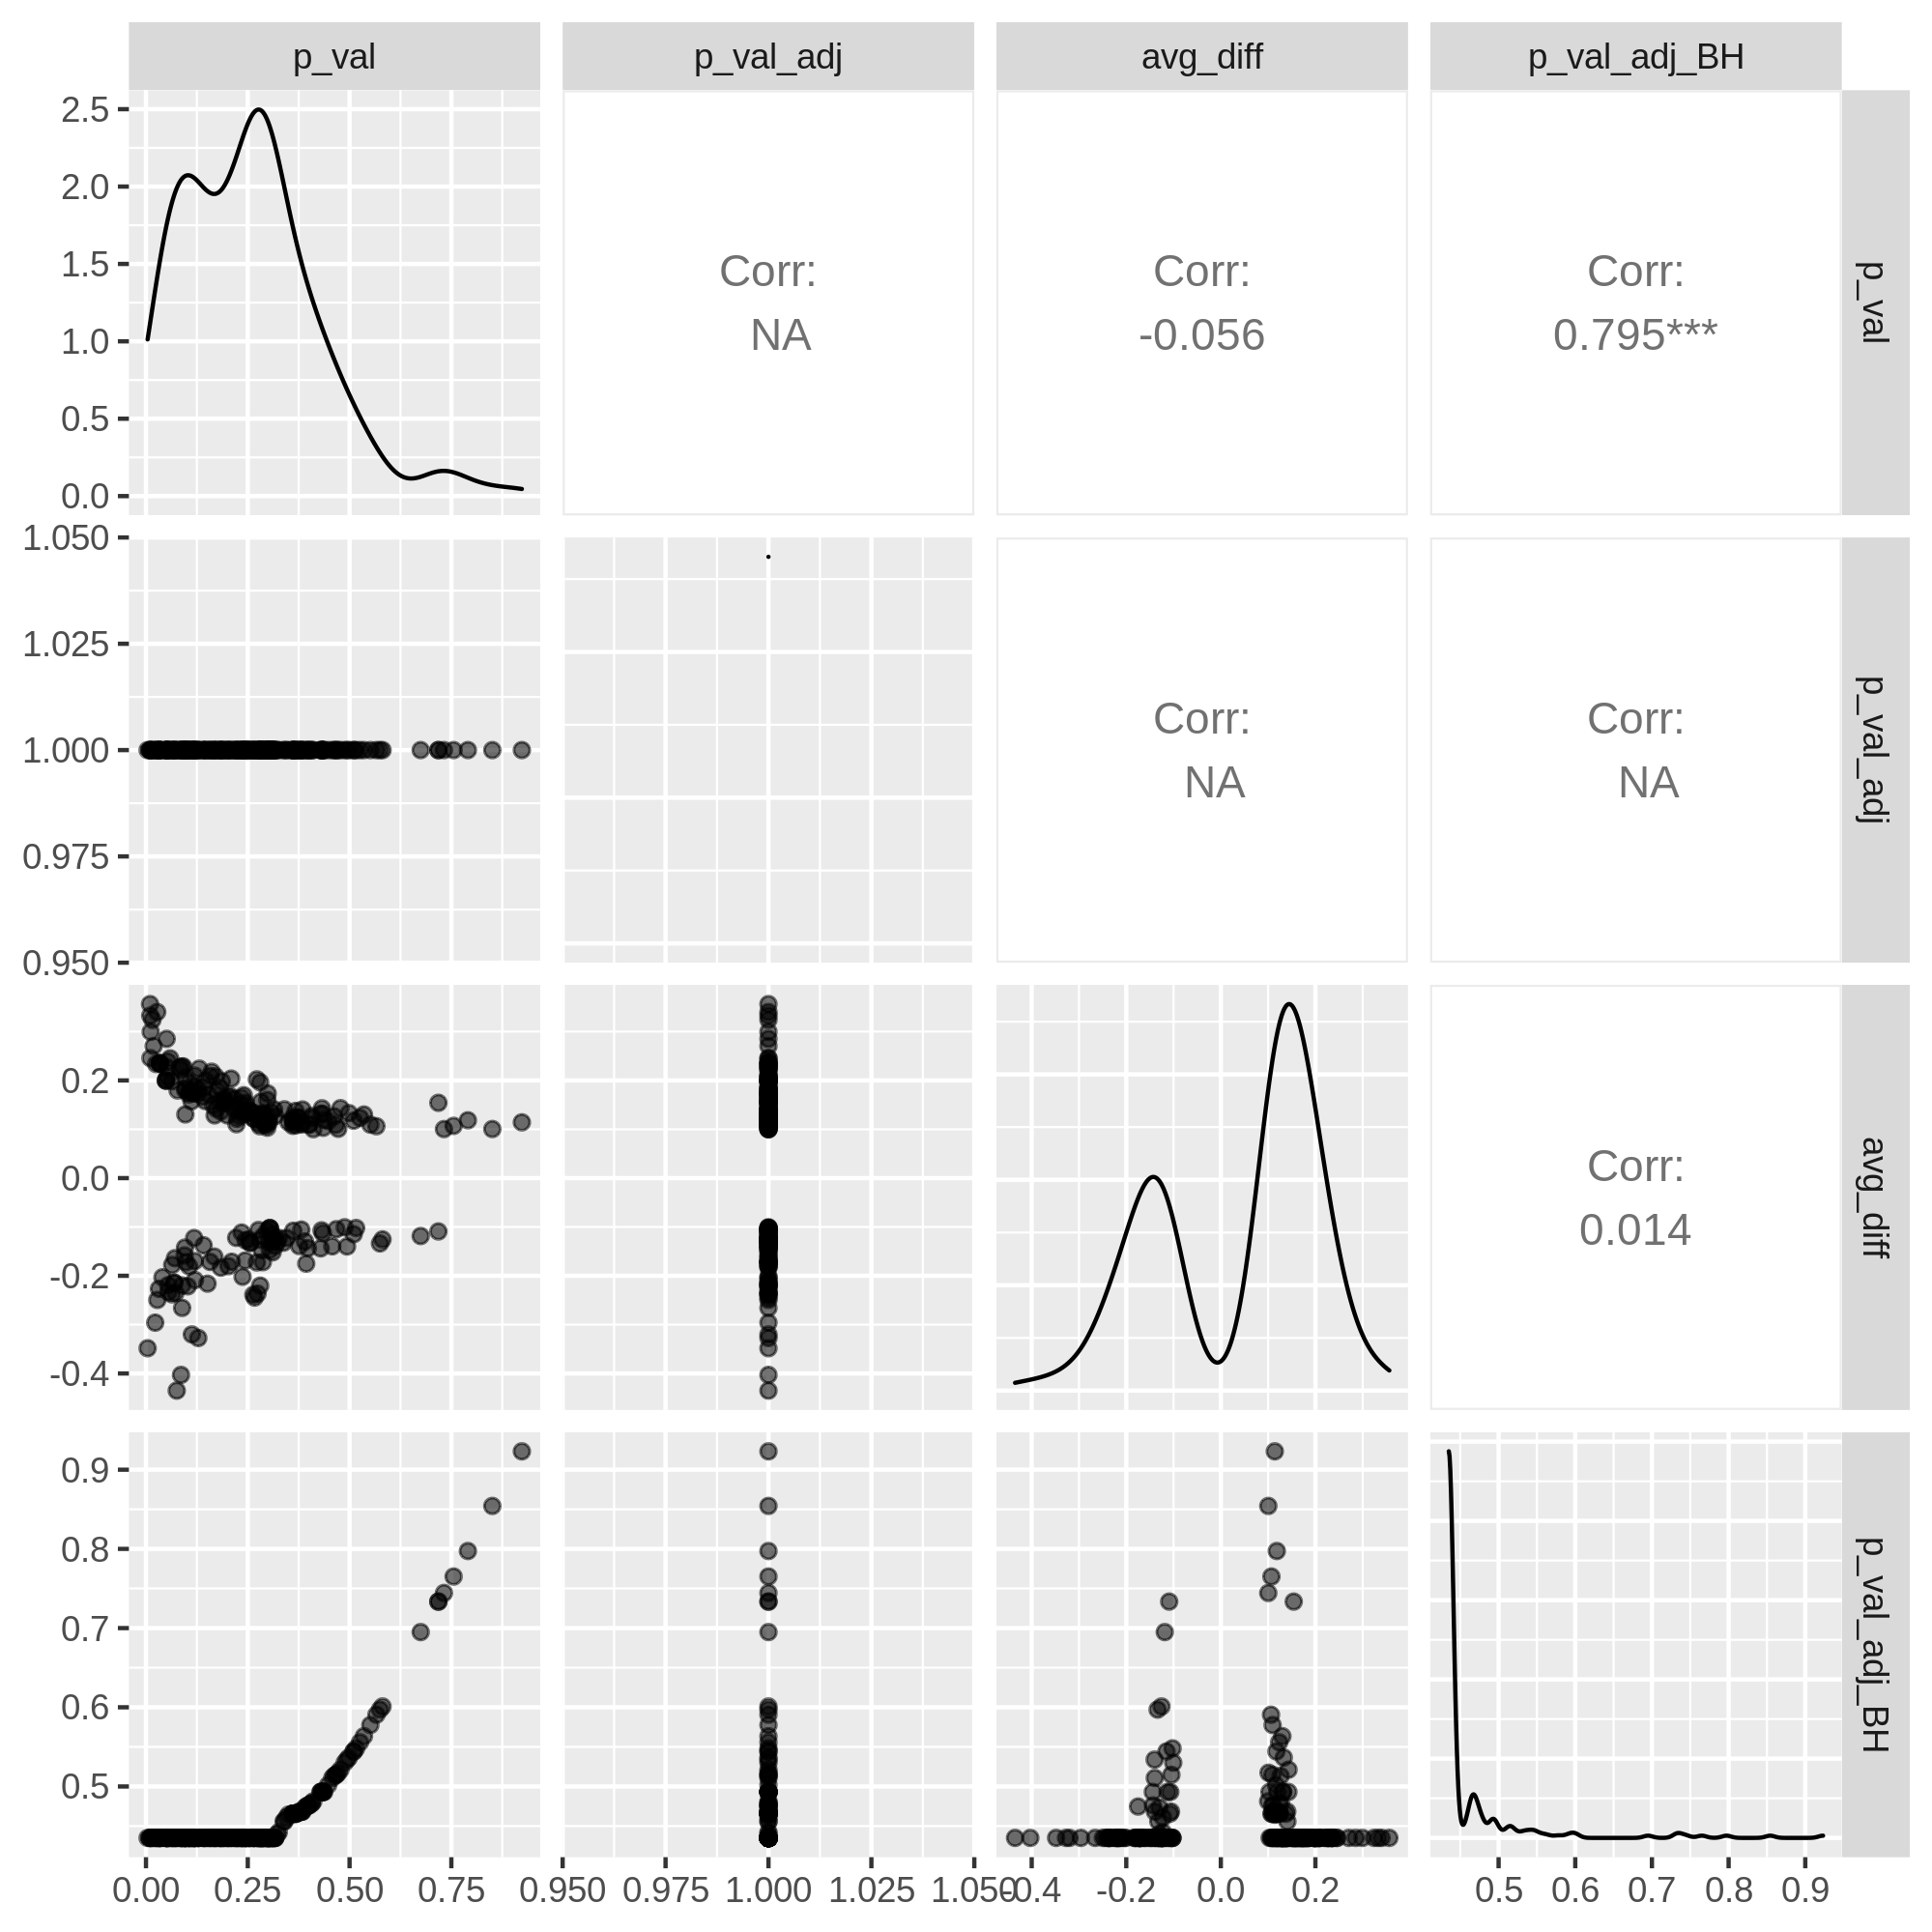 p_val
p_val_adj
avg_diff
p_val_adj_BH
2.5
2.0
1.5
1.0
0.5
0.0
Corr:
NA
Corr:
-0.056
Corr:
0.795***
p_val
1.050
1.025
1.000
0.975
0.950
Corr:
NA
Corr:
NA
p_val_adj
0.2
0.0
-0.2
-0.4
Corr:
0.014
avg_diff
0.9
0.8
0.7
0.6
0.5
p_val_adj_BH
0.00 0.25 0.50 0.75
0.950 0.975 1.000 1.025 1.050
-0.4 -0.2 0.0 0.2
0.5 0.6 0.7 0.8 0.9